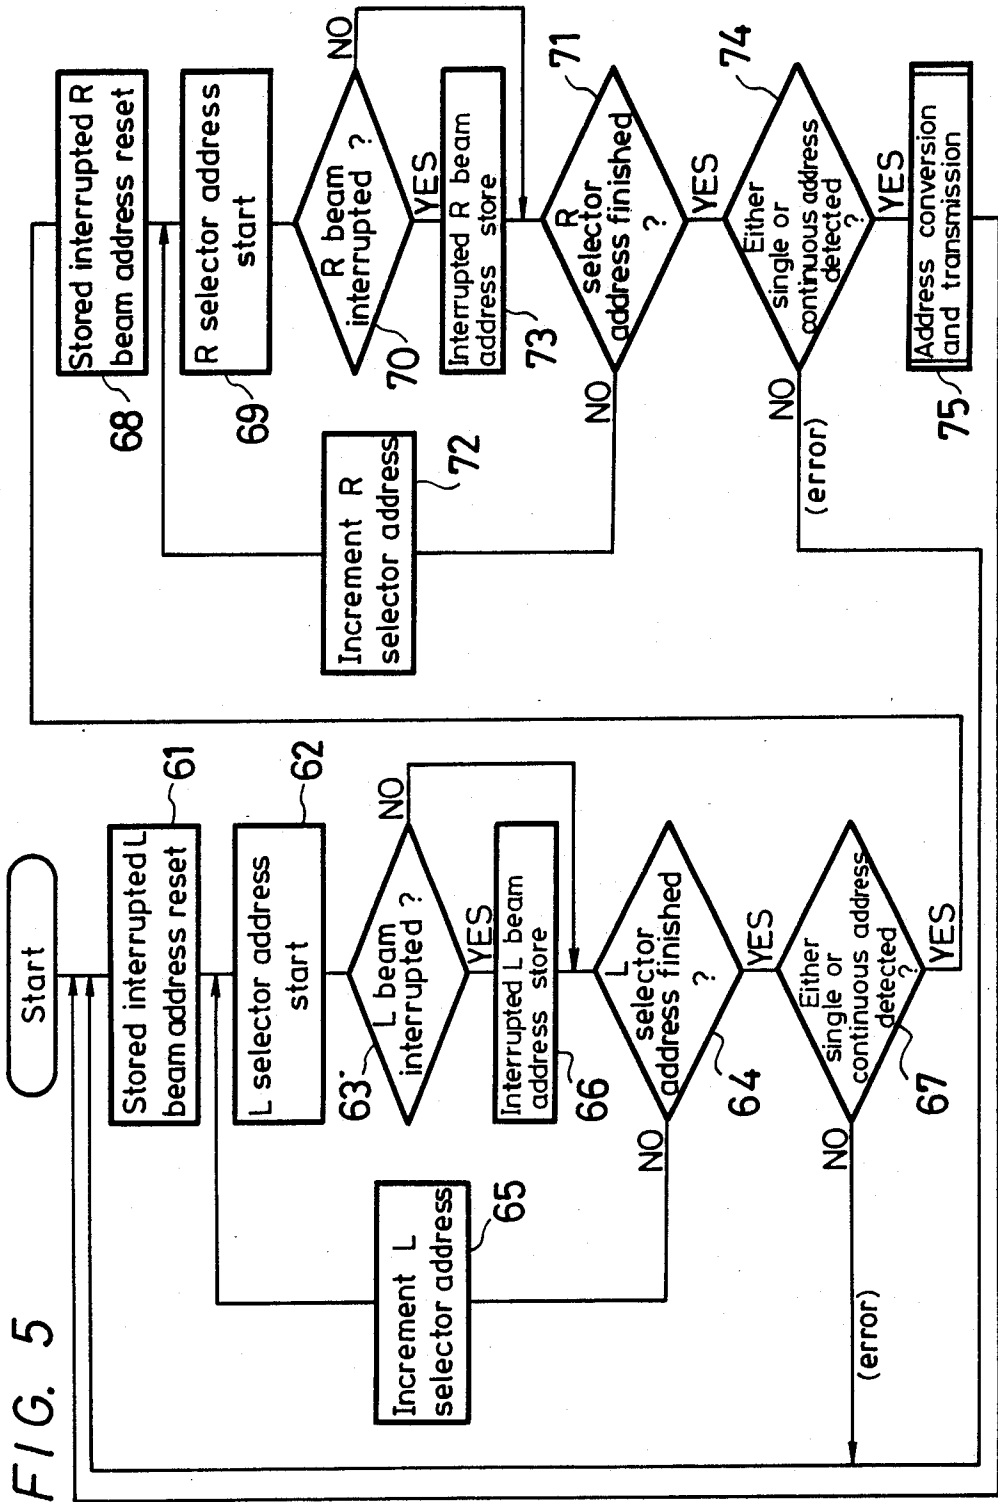 FIG. 5
Start
Stored interrupted L
beam address reset
61
L selector address
start
62
L beam
interrupted ?
63
NO
YES
Interrupted L beam
address store
66
L
selector
address finished
?
64
NO
YES
Increment L
selector address
65
Either
single or
continuous address
detected
?
67
NO
(error)
YES
Stored interrupted R
beam address reset
68
R selector address
start
69
R beam
interrupted ?
70
NO
YES
Interrupted R beam
address store
73
R
selector
address finished
?
71
NO
YES
Increment R
selector address
72
Either
single or
continuous address
detected
?
74
NO
(error)
YES
Address conversion
and transmission
75